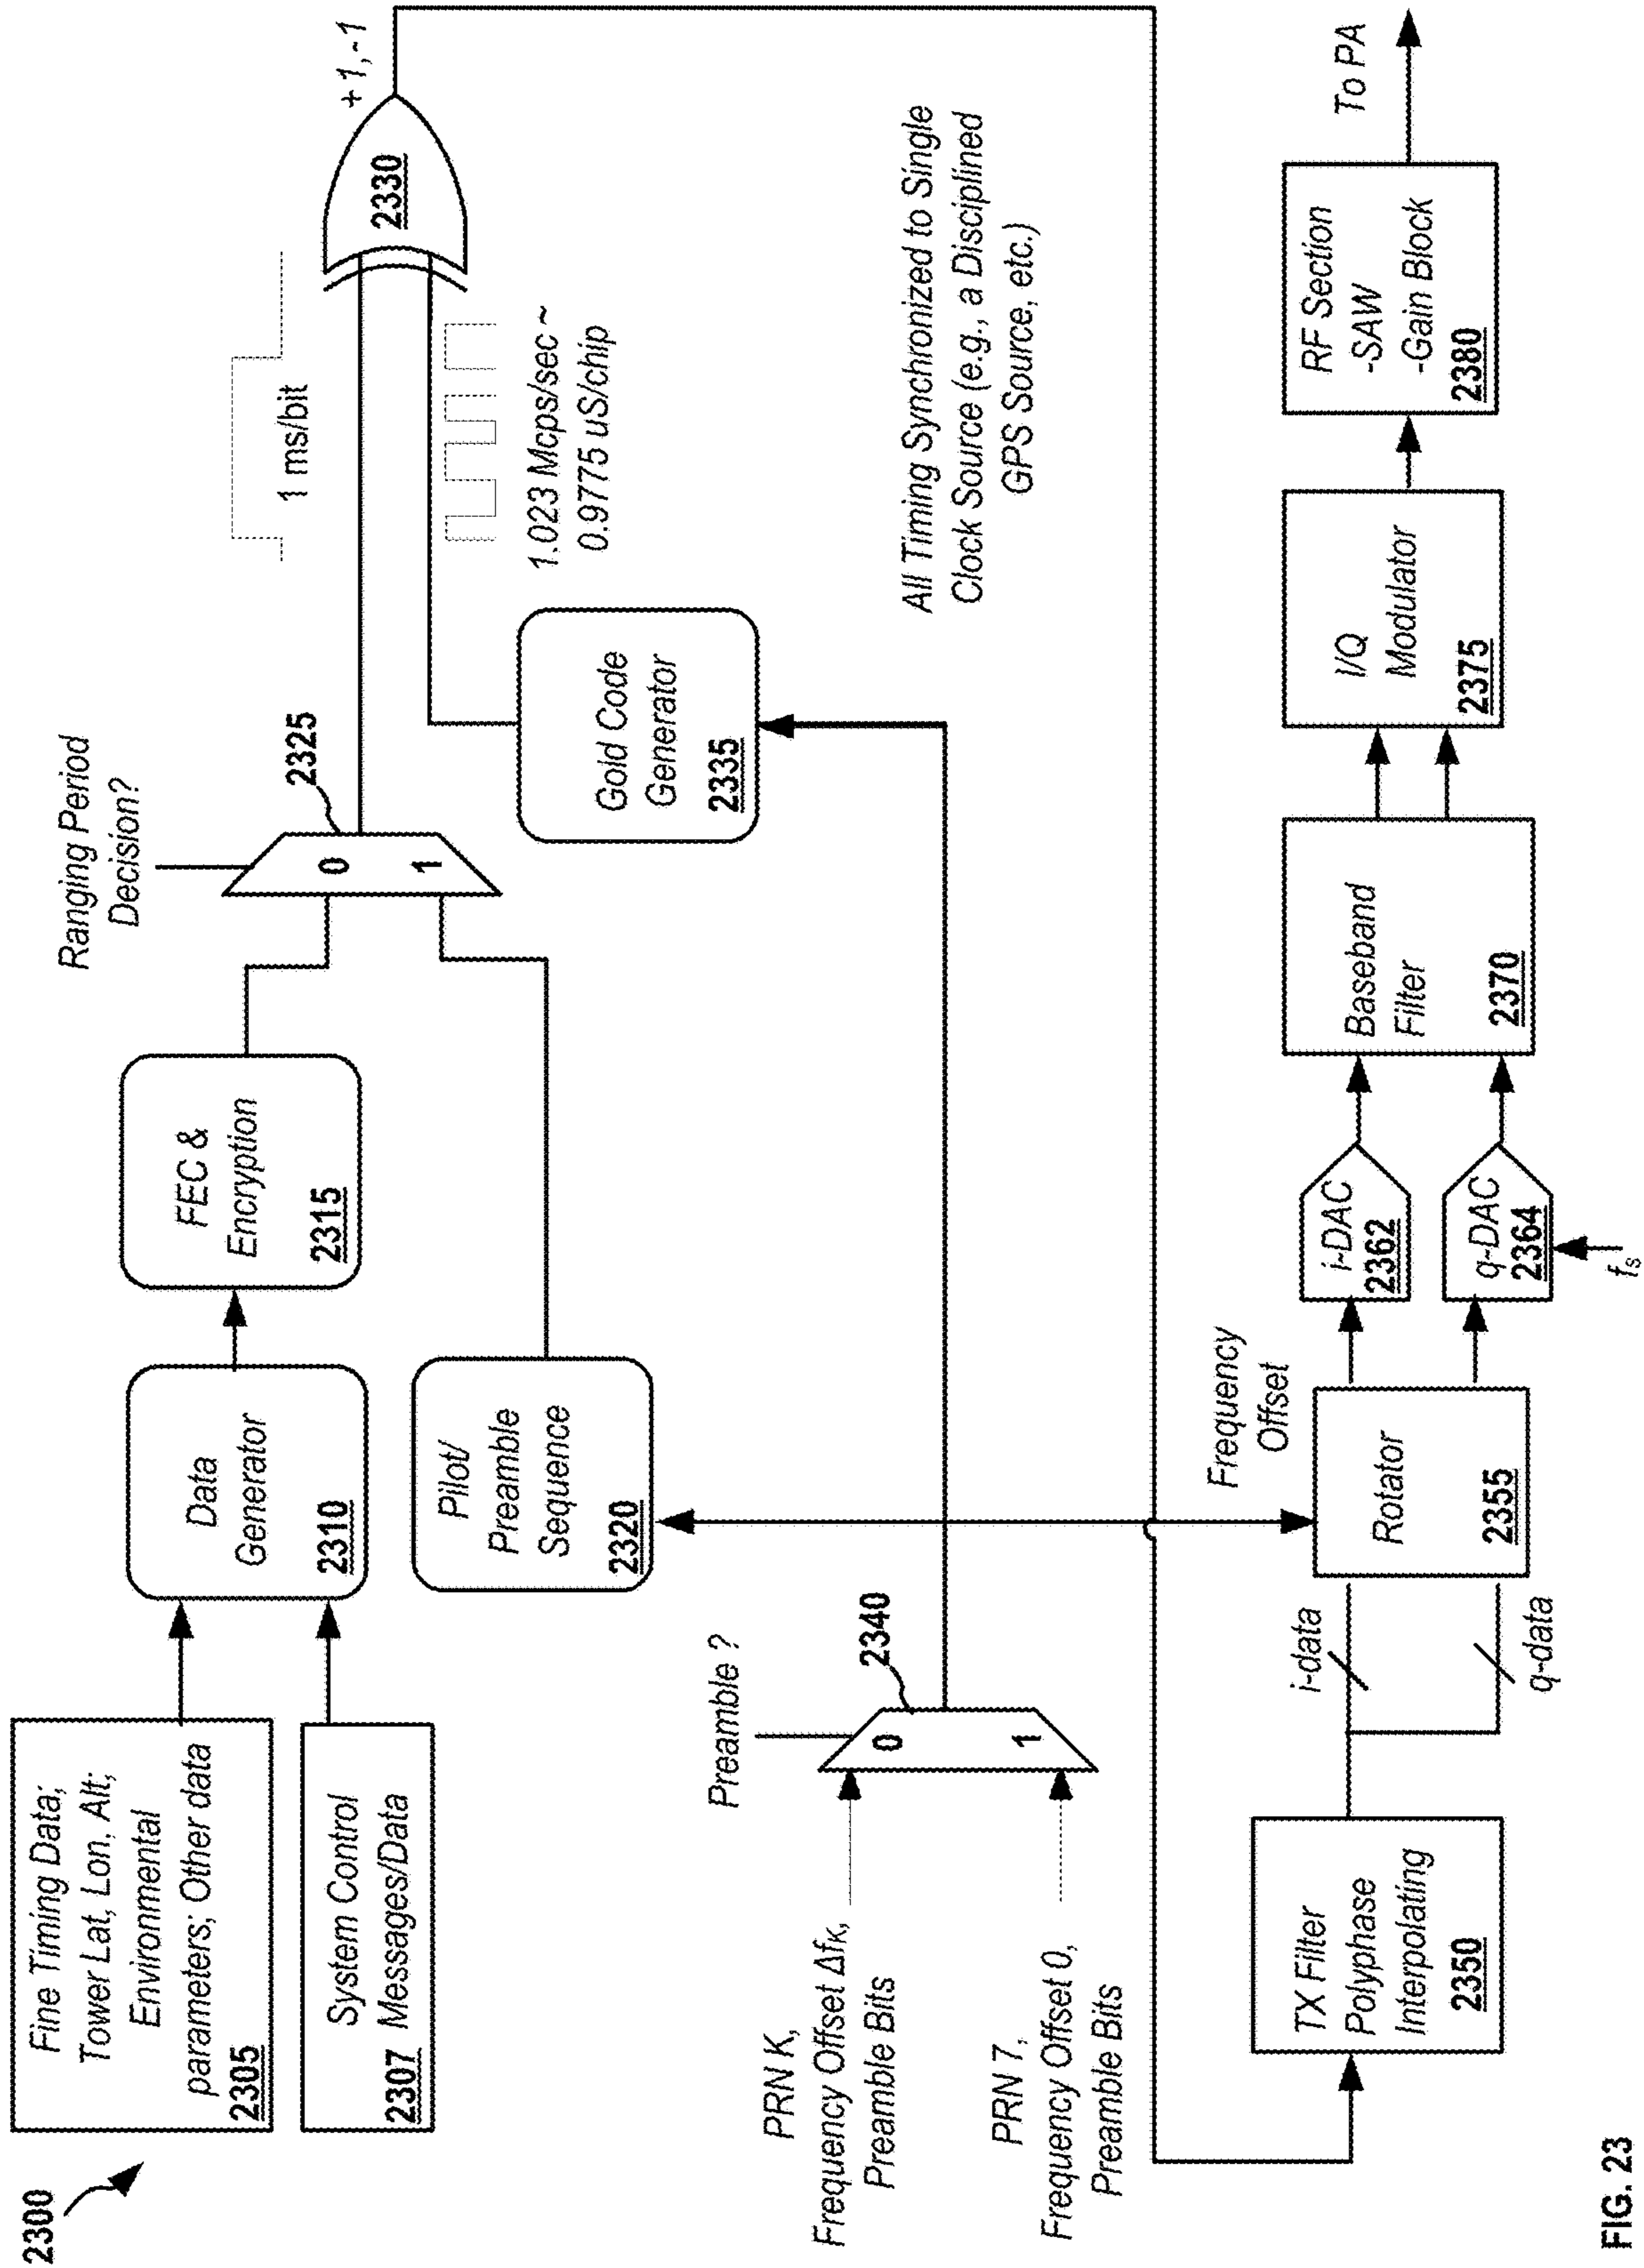 2300
Fine Timing Data;
Tower Lat, Lon, Alt;
Environmental
parameters; Other data
2305
System Control
2307 Messages/Data
Data
Generator
2310
FEC &
Encryption
2315
Pilot/
Preamble
Sequence
2320
Ranging Period
Decision?
2325
0
1
1 ms/bit
2330
+1,-1
1.023 Mcps/sec ~
0.9775 uS/chip
Gold Code
Generator
2335
Preamble ?
2340
0
1
PRN K,
Frequency Offset ΔfK,
Preamble Bits
PRN 7,
Frequency Offset 0,
Preamble Bits
All Timing Synchronized to Single
Clock Source (e.g., a Disciplined
GPS Source, etc.)
TX Filter
Polyphase
Interpolating
2350
i-data
q-data
Frequency
Offset
Rotator
2355
i-DAC
2362
q-DAC
2364
fs
Baseband
Filter
2370
I/Q
Modulator
2375
RF Section
-SAW
-Gain Block
2380
To PA
FIG. 23